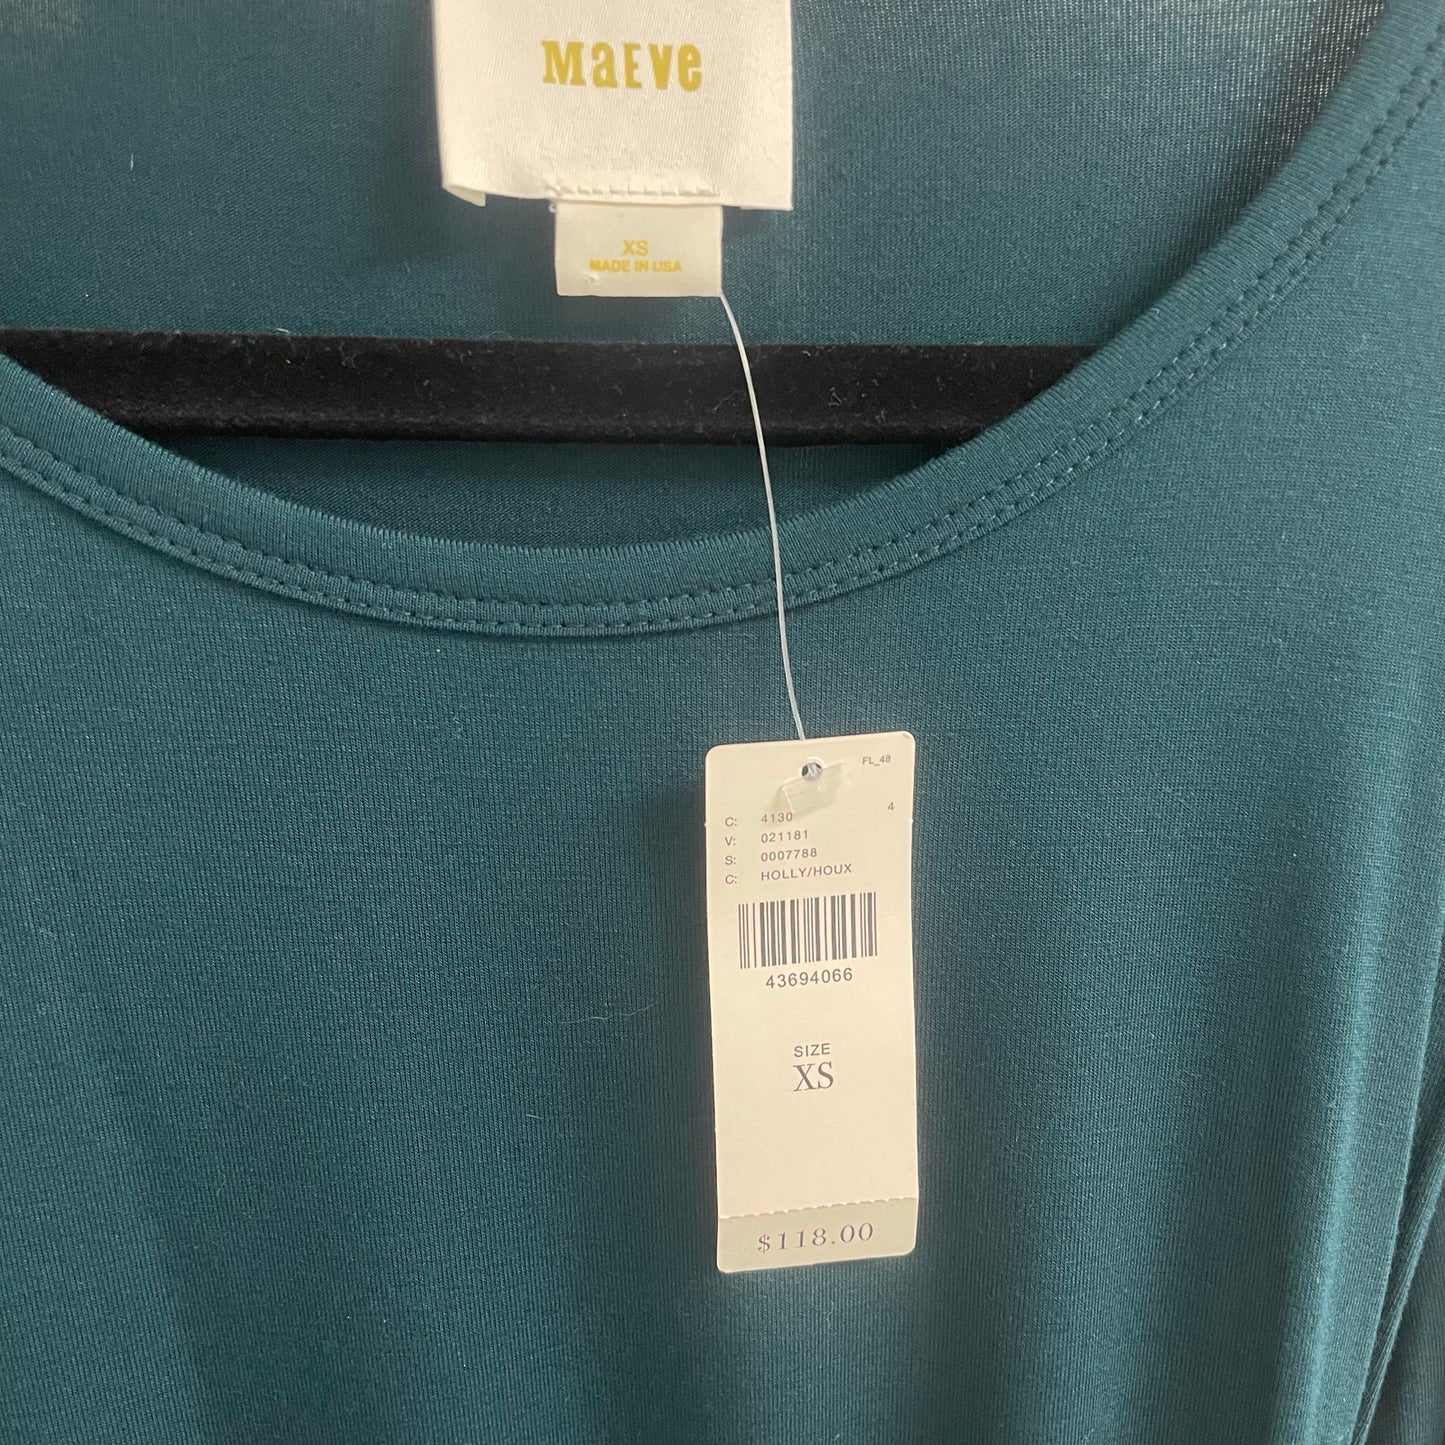 MaEve
XS
MADE IN USA
FL_48
4
C: 4130
V: 021181
S: 0007788
C: HOLLY/HOUX
43694066
SIZE
XS
$118.00